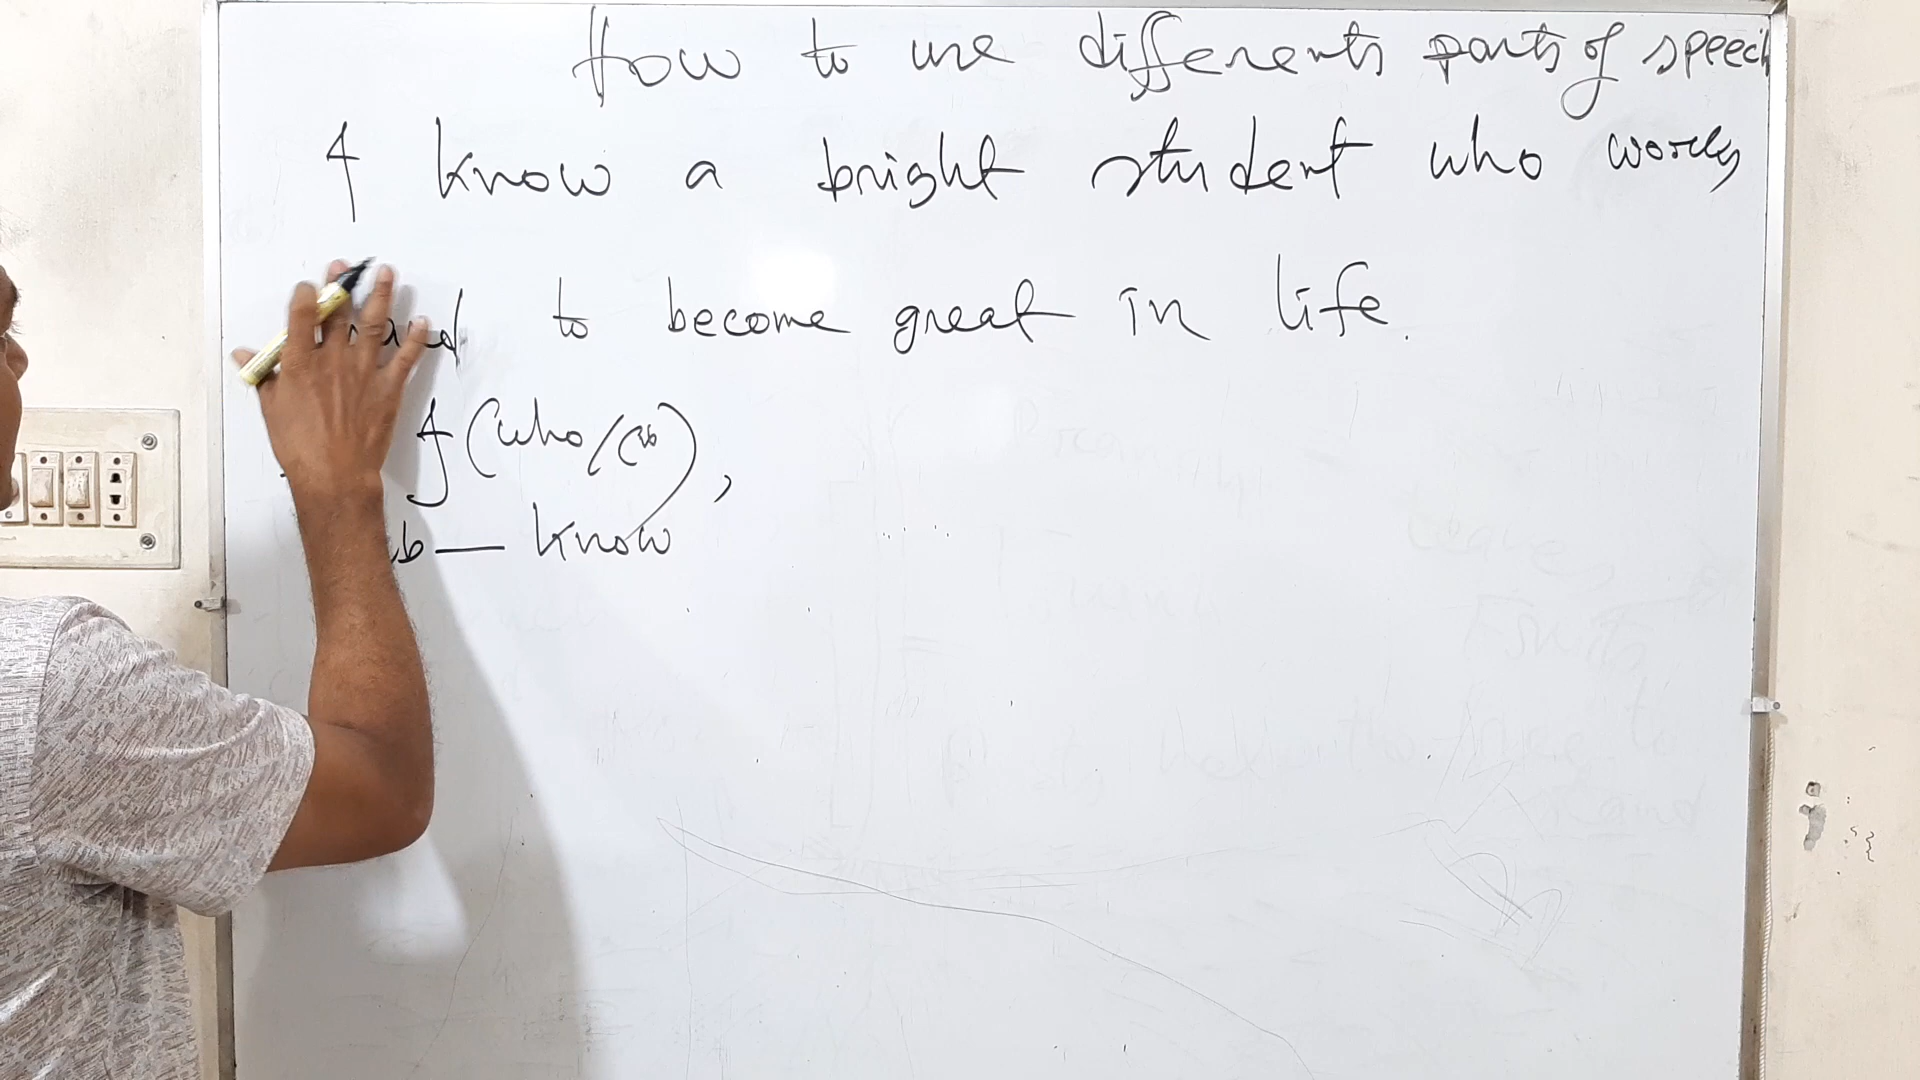 How to use differents parts of speech
I know a bright student who works
hard to become great in life.
I (who/
know